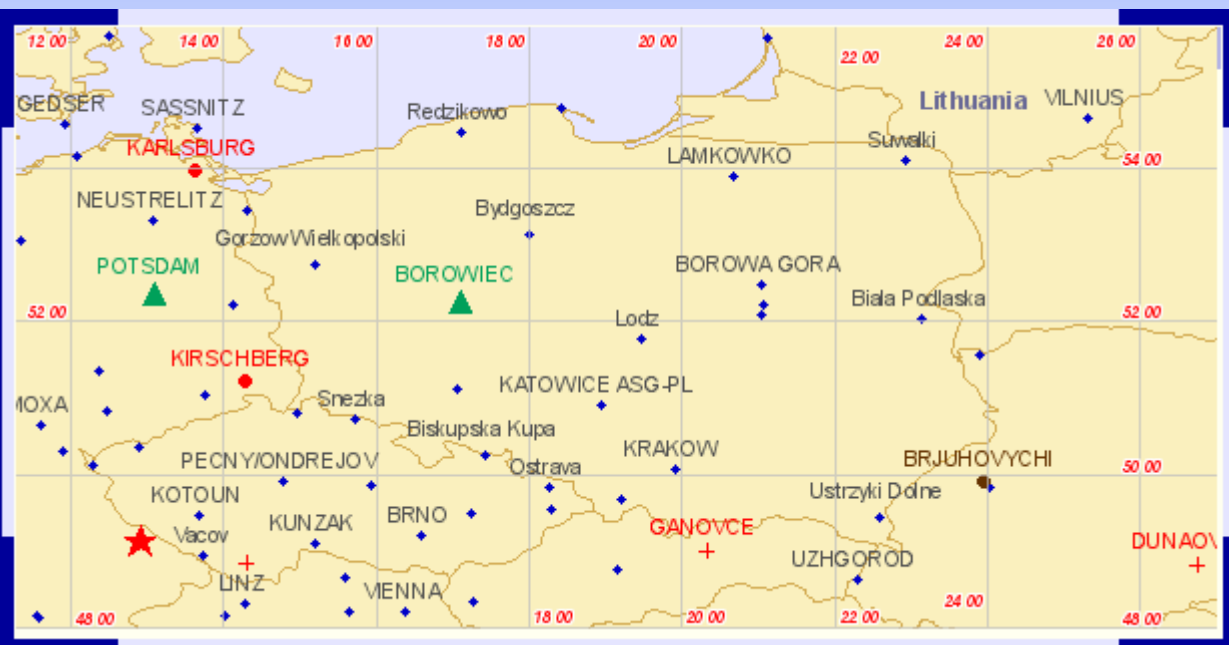 12 00
14 00
16 00
18 00
20 00
22 00
24 00
26 00
GEDSER
SASSNITZ
Redzikowo
Lithuania
VILNIUS
KARLSBURG
LAMKOWKO
Suwalki
54 00
NEUSTRELITZ
Bydgoszcz
Gorzow Wielkopolski
POTSDAM
BOROWIEC
BOROWA GORA
Biala Podlaska
52 00
Lodz
52 00
KIRSCHBERG
KATOWICE ASG-PL
MOXA
Snezka
Biskupska Kupa
KRAKOW
PECNY/ONDREJOV
Ostrava
BRJUHOVYCHI
50 00
KOTOUN
Ustrzyki Dolne
Vacov
KUNZAK
BRNO
GANOVCE
DUNAOV
UZHGOROD
LINZ
VIENNA
24 00
48 00
18 00
20 00
22 00
48 00